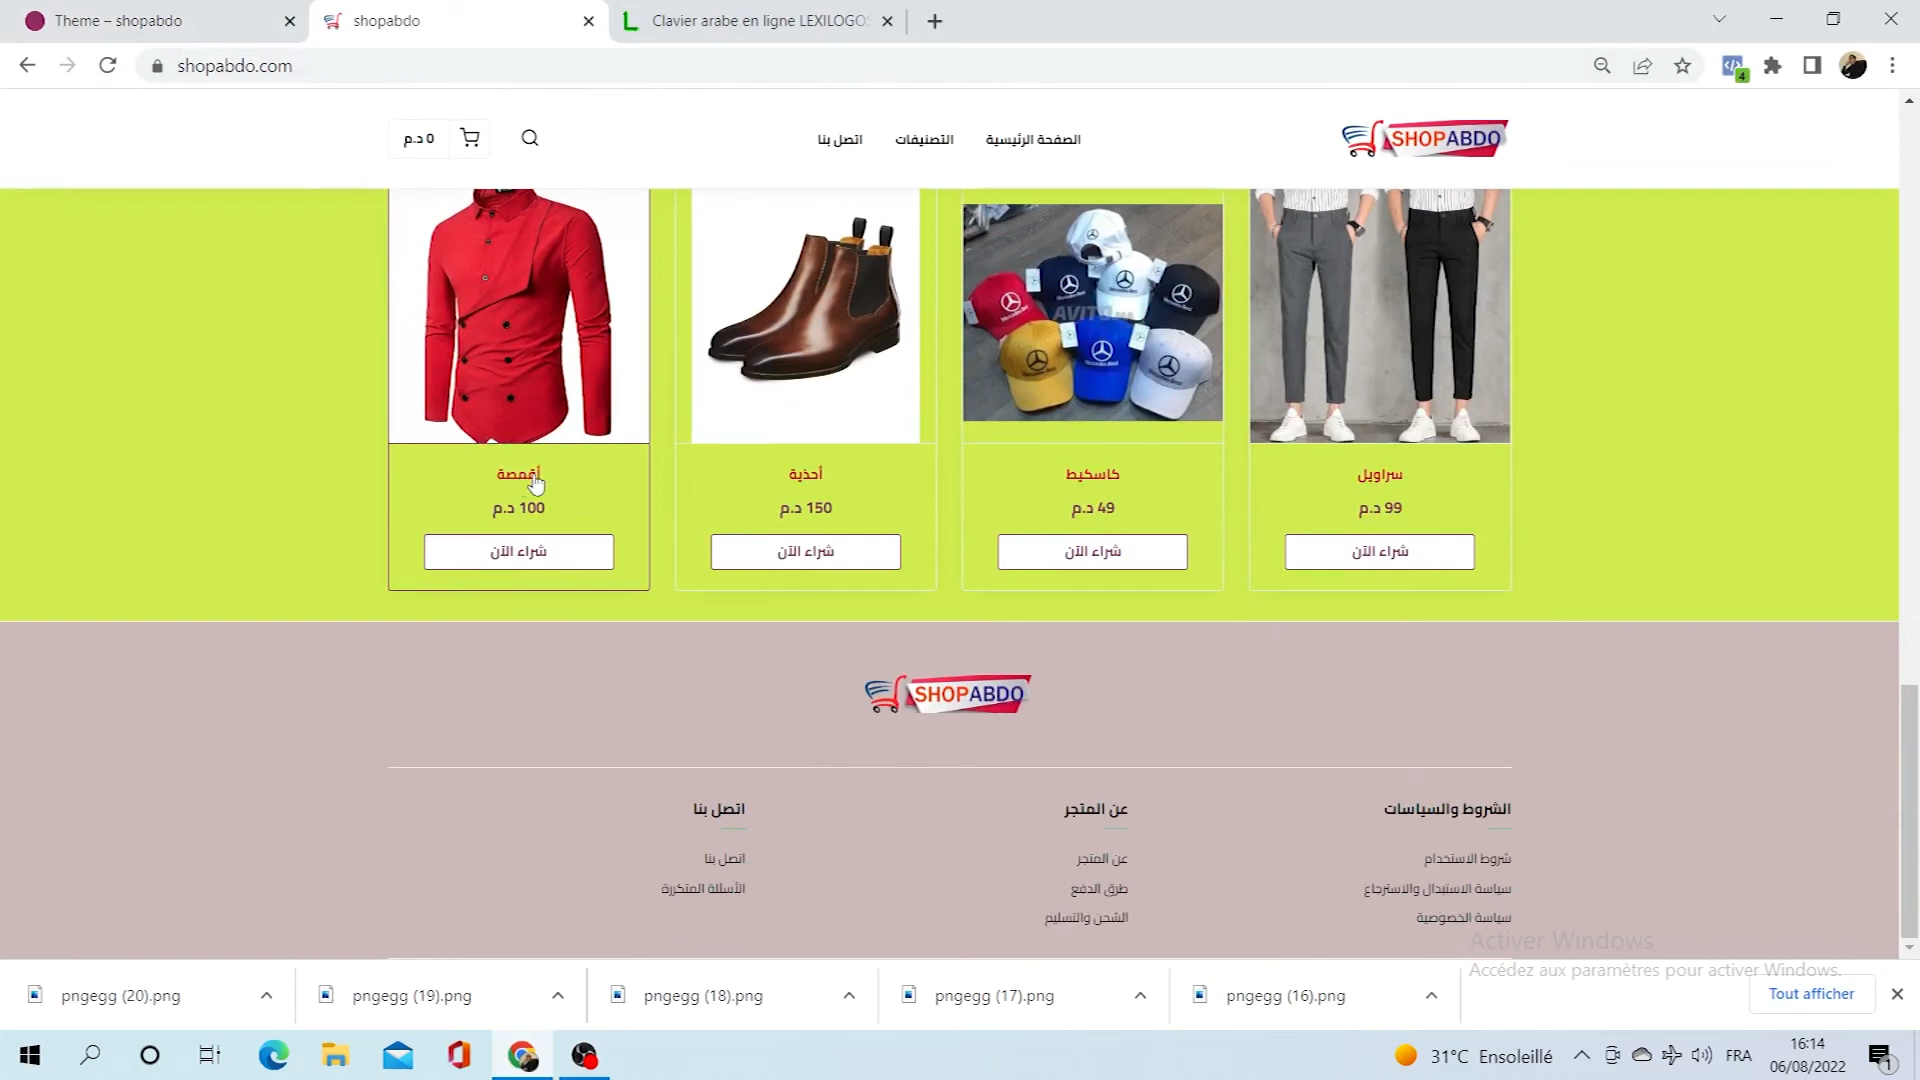 Theme – shopabdo
shopabdo
Clavier arabe en ligne LEXILOGOS
shopabdo.com
4
الصفحة الرئيسية
التصنيفات
اتصل بنا
0 د.م
SHOPABDO
AVITO.MA
سراويل
99 د.م
شراء الآن
كاسكيط
49 د.م
شراء الآن
أحذية
150 د.م
شراء الآن
أقمصة
100 د.م
شراء الآن
SHOPABDO
الشروط والسياسات
شروط الاستخدام
سياسة الاستبدال والاسترجاع
سياسة الخصوصية
عن المتجر
عن المتجر
طرق الدفع
الشحن والتسليم
اتصل بنا
اتصل بنا
الأسئلة المتكررة
Activer Windows
Accédez aux paramètres pour activer Windows.
pngegg (20).png
pngegg (19).png
pngegg (18).png
pngegg (17).png
pngegg (16).png
Tout afficher
31°C Ensoleillé
FRA
16:14
06/08/2022
1